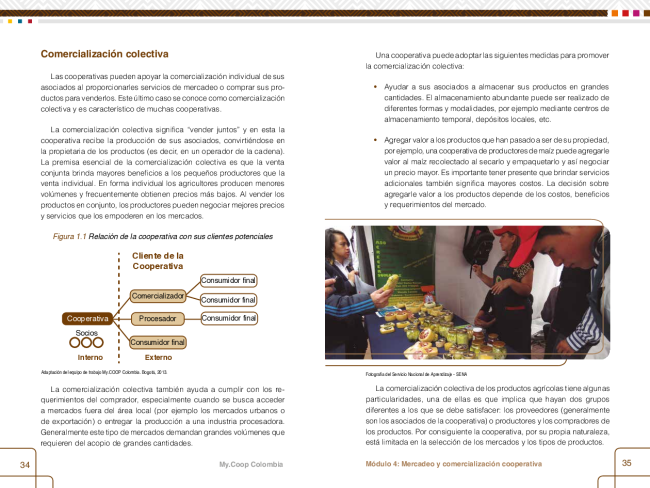 Comercialización colectiva
Las cooperativas pueden apoyar la comercialización individual de sus
asociados al proporcionarles servicios de mercadeo o comprar sus pro-
ductos para venderlos. Este último caso se conoce como comercialización
colectiva y es característico de muchas cooperativas.
La comercialización colectiva significa “vender juntos” y en esta la
cooperativa recibe la producción de sus asociados, convirtiéndose en
la propietaria de los productos (es decir, en un operador de la cadena).
La premisa esencial de la comercialización colectiva es que la venta
conjunta brinda mayores beneficios a los pequeños productores que la
venta individual. En forma individual los agricultores producen menores
volúmenes y frecuentemente obtienen precios más bajos. Al vender los
productos en conjunto, los productores pueden negociar mejores precios
y servicios que los empoderen en los mercados.
Figura 1.1 Relación de la cooperativa con sus clientes potenciales
Cliente de la
Cooperativa
Consumidor final
Comercializador
Consumidor final
Cooperativa
Procesador
Consumidor final
Socios
Consumidor final
Interno
Externo
Adaptación del equipo de trabajo My.COOP Colombia. Bogotá, 2013.
La comercialización colectiva también ayuda a cumplir con los re-
querimientos del comprador, especialmente cuando se busca acceder
a mercados fuera del área local (por ejemplo los mercados urbanos o
de exportación) o entregar la producción a una industria procesadora.
Generalmente este tipo de mercados demandan grandes volúmenes que
requieren del acopio de grandes cantidades.
34
My.Coop Colombia
Una cooperativa puede adoptar las siguientes medidas para promover
la comercialización colectiva:
• Ayudar a sus asociados a almacenar sus productos en grandes
cantidades. El almacenamiento abundante puede ser realizado de
diferentes formas y modalidades, por ejemplo mediante centros de
almacenamiento temporal, depósitos locales, etc.
• Agregar valor a los productos que han pasado a ser de su propiedad,
por ejemplo, una cooperativa de productores de maíz puede agregarle
valor al maíz recolectado al secarlo y empaquetarlo y así negociar
un precio mayor. Es importante tener presente que brindar servicios
adicionales también significa mayores costos. La decisión sobre
agregarle valor a los productos depende de los costos, beneficios
y requerimientos del mercado.
Fotografía del Servicio Nacional de Aprendizaje - SENA
La comercialización colectiva de los productos agrícolas tiene algunas
particularidades, una de ellas es que implica que hayan dos grupos
diferentes a los que se debe satisfacer: los proveedores (generalmente
son los asociados de la cooperativa) o productores y los compradores de
los productos. Por consiguiente la cooperativa, por su propia naturaleza,
está limitada en la selección de los mercados y los tipos de productos.
Módulo 4: Mercadeo y comercialización cooperativa
35